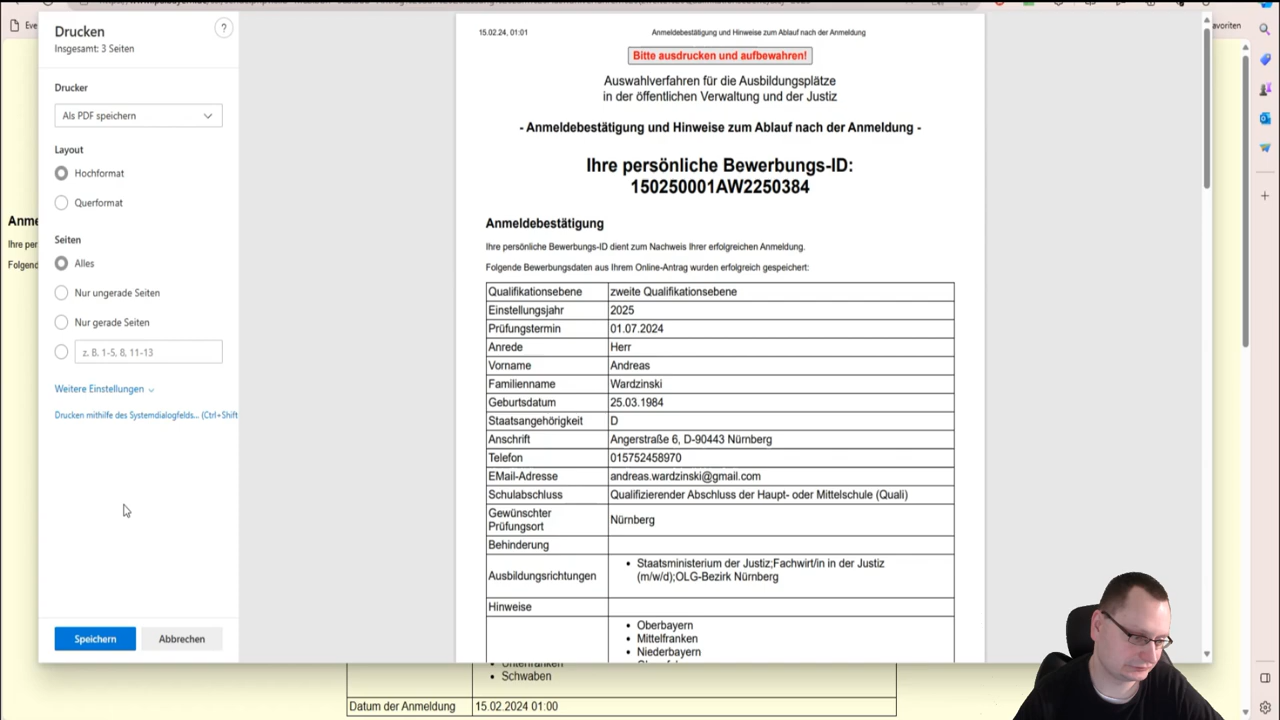 Drucken
?
Insgesamt: 3 Seiten
Drucker
Als PDF speichern
Layout
Hochformat
Querformat
Seiten
Alles
Nur ungerade Seiten
Nur gerade Seiten
z. B. 1-5, 8, 11-13
Weitere Einstellungen
Drucken mithilfe des Systemdialogfelds... (Ctrl+Shift
Speichern
Abbrechen
15.02.24, 01:01
Anmeldebestätigung und Hinweise zum Ablauf nach der Anmeldung
Bitte ausdrucken und aufbewahren!
Auswahlverfahren für die Ausbildungsplätze
in der öffentlichen Verwaltung und der Justiz
- Anmeldebestätigung und Hinweise zum Ablauf nach der Anmeldung -
Ihre persönliche Bewerbungs-ID:
150250001AW2250384
Anmeldebestätigung
Ihre persönliche Bewerbungs-ID dient zum Nachweis Ihrer erfolgreichen Anmeldung.
Folgende Bewerbungsdaten aus Ihrem Online-Antrag wurden erfolgreich gespeichert:
Qualifikationsebene zweite Qualifikationsebene
Einstellungsjahr 2025
Prüfungstermin 01.07.2024
Anrede Herr
Vorname Andreas
Familienname Wardzinski
Geburtsdatum 25.03.1984
Staatsangehörigkeit D
Anschrift Angerstraße 6, D-90443 Nürnberg
Telefon 015752458970
EMail-Adresse andreas.wardzinski@gmail.com
Schulabschluss Qualifizierender Abschluss der Haupt- oder Mittelschule (Quali)
Gewünschter
Prüfungsort Nürnberg
Behinderung
Ausbildungsrichtungen
• Staatsministerium der Justiz;Fachwirt/in in der Justiz
(m/w/d);OLG-Bezirk Nürnberg
Hinweise
• Oberbayern
• Mittelfranken
• Niederbayern
• Schwaben
Datum der Anmeldung 15.02.2024 01:00
Eve
Anme
Ihre per
Folgend
avoriten